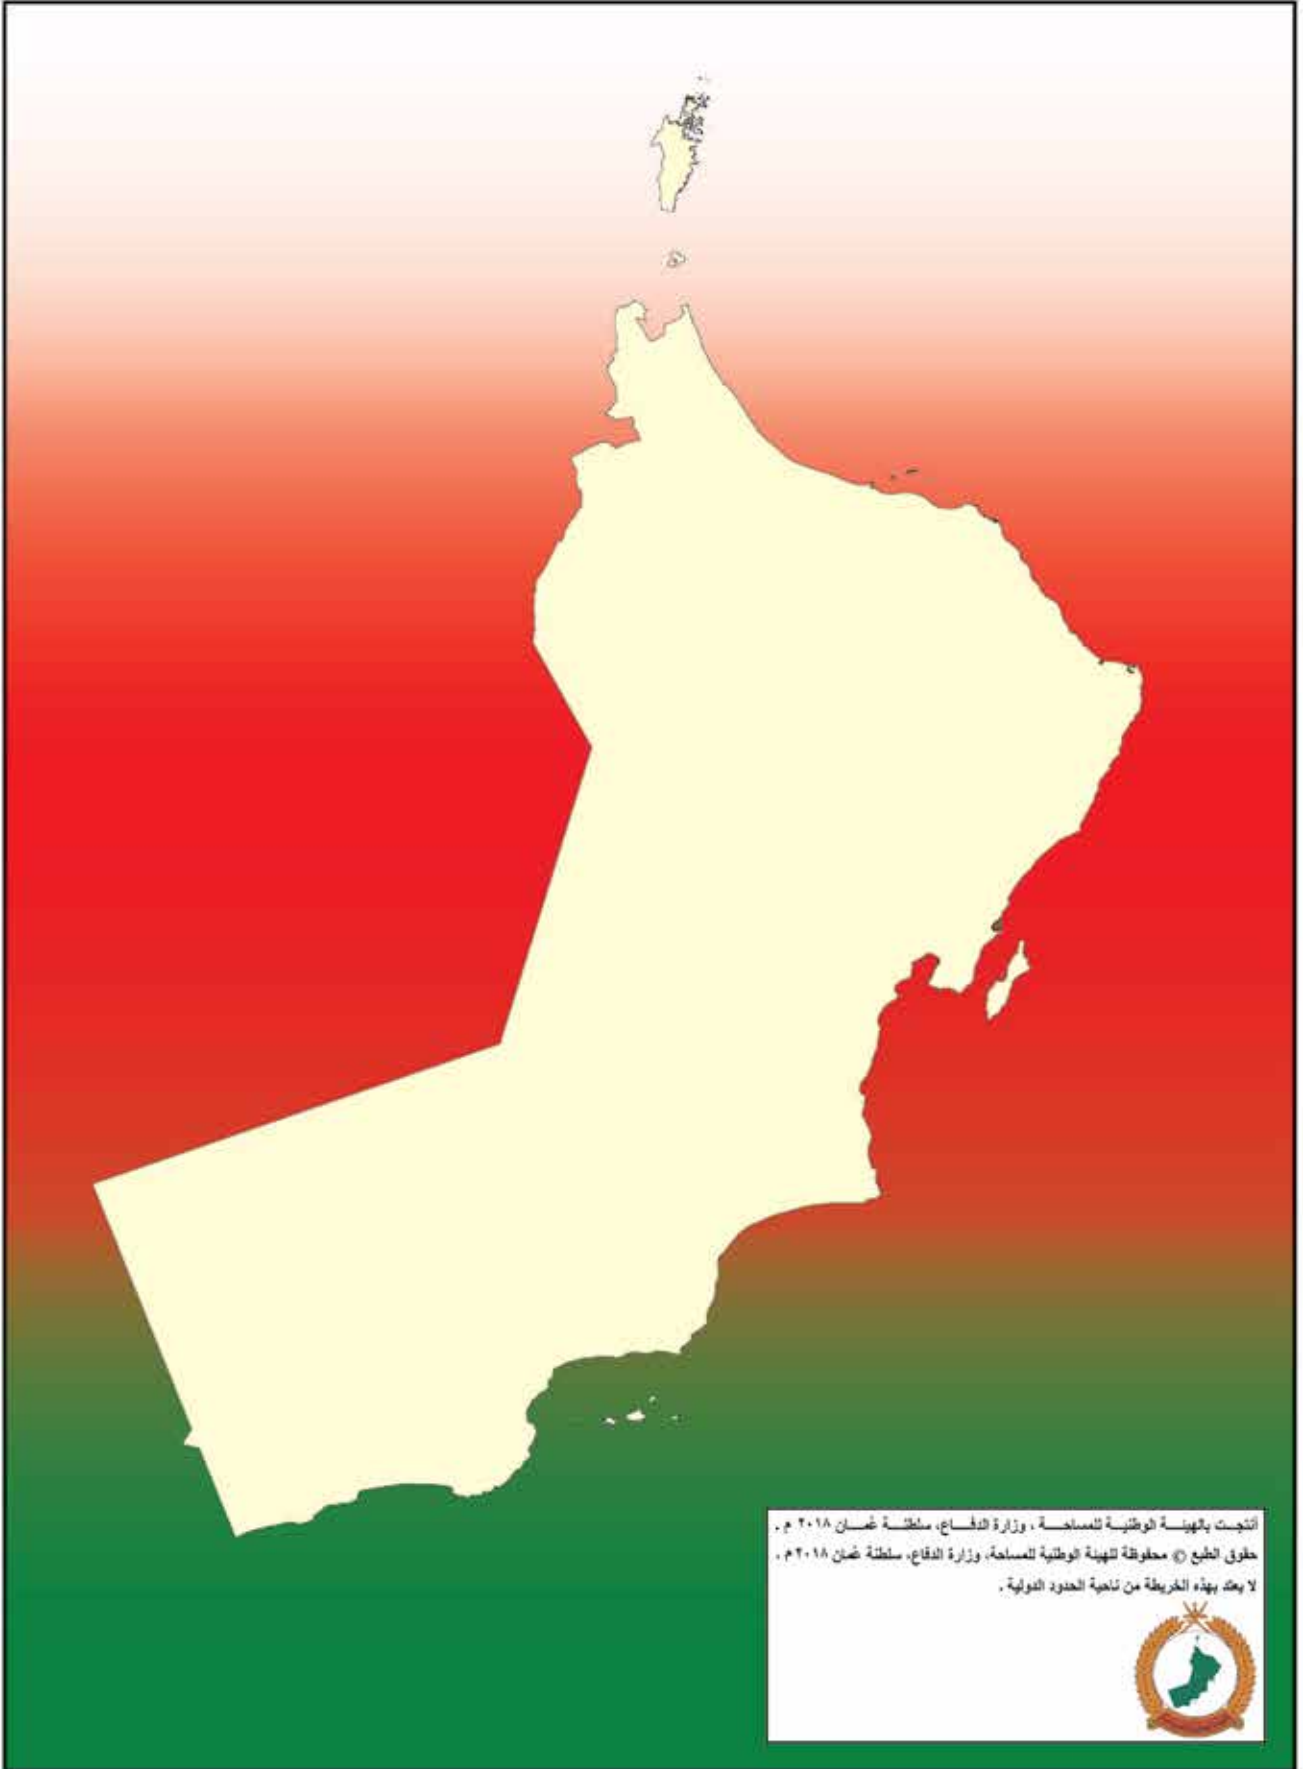 أنتجت بالهيئة الوطنية للمساحة ، وزارة الدفاع، سلطنة عُمان ٢٠١٨ م .
حقوق الطبع © محفوظة للهيئة الوطنية للمساحة، وزارة الدفاع، سلطنة عُمان ٢٠١٨ م .
لا يعتد بهذه الخريطة من ناحية الحدود الدولية .